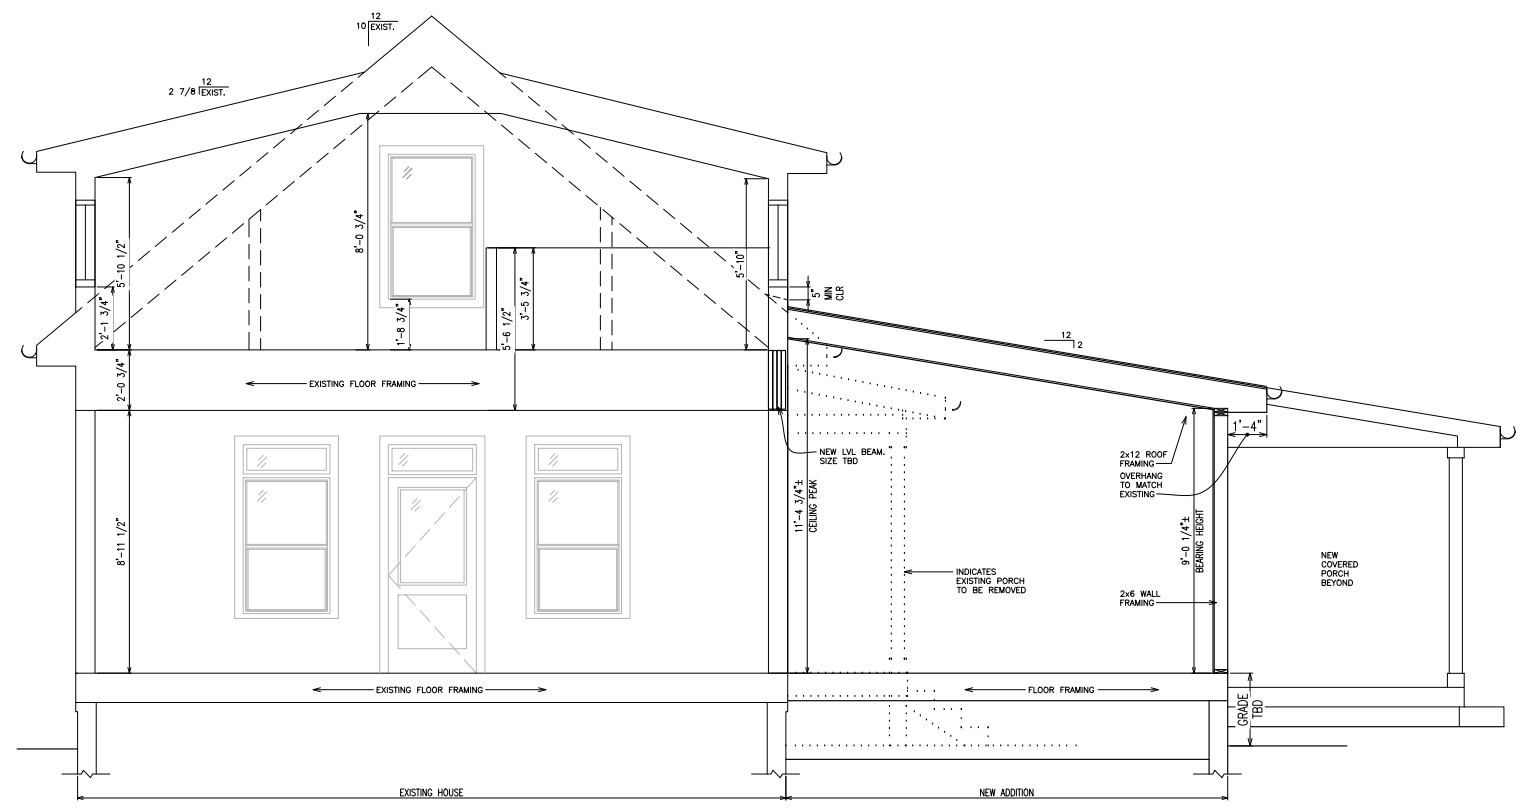 12
10 EXIST.
12
2 7/8 EXIST.
5'-10 1/2"
2'-1 3/4"
8'-0 3/4"
1'-8 3/4"
5'-6 1/2"
3'-5 3/4"
5'-10"
5"
MIN
CLR
12
2
2'-0 3/4"
EXISTING FLOOR FRAMING
1'-4"
NEW LVL BEAM.
SIZE TBD
2x12 ROOF
FRAMING
OVERHANG
TO MATCH
EXISTING
8'-11 1/2"
11'-4 3/4"±
CEILING PEAK
9'-0 1/4"±
BEARING HEIGHT
INDICATES
EXISTING PORCH
TO BE REMOVED
NEW
COVERED
PORCH
BEYOND
2x6 WALL
FRAMING
EXISTING FLOOR FRAMING
FLOOR FRAMING
GRADE
TBD
EXISTING HOUSE
NEW ADDITION